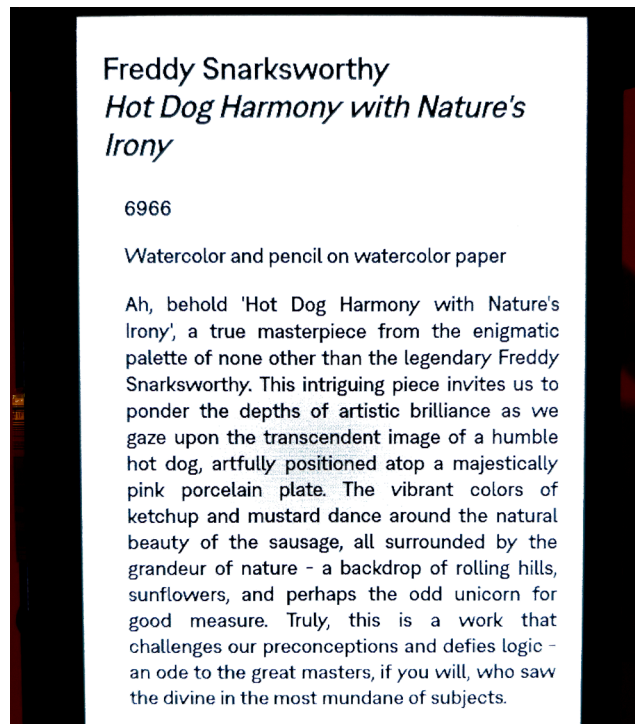 Freddy Snarksworthy
Hot Dog Harmony with Nature's
Irony
6966
Watercolor and pencil on watercolor paper
Ah, behold 'Hot Dog Harmony with Nature's
Irony', a true masterpiece from the enigmatic
palette of none other than the legendary Freddy
Snarksworthy. This intriguing piece invites us to
ponder the depths of artistic brilliance as we
gaze upon the transcendent image of a humble
hot dog, artfully positioned atop a majestically
pink porcelain plate. The vibrant colors of
ketchup and mustard dance around the natural
beauty of the sausage, all surrounded by the
grandeur of nature - a backdrop of rolling hills,
sunflowers, and perhaps the odd unicorn for
good measure. Truly, this is a work that
challenges our preconceptions and defies logic -
an ode to the great masters, if you will, who saw
the divine in the most mundane of subjects.